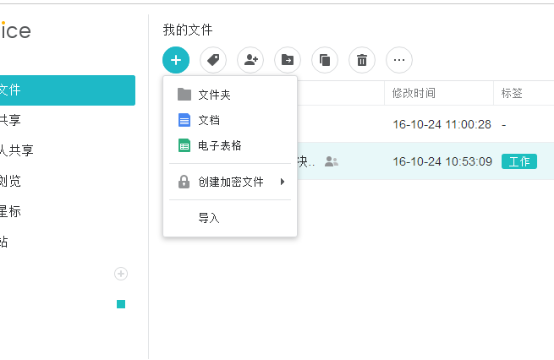 ice
我的文件
文件
共享
人共享
浏览
星标
站
文件夹
文档
电子表格
创建加密文件
导入
修改时间 标签
16-10-24 11:00:28 -
块.. 16-10-24 10:53:09 工作